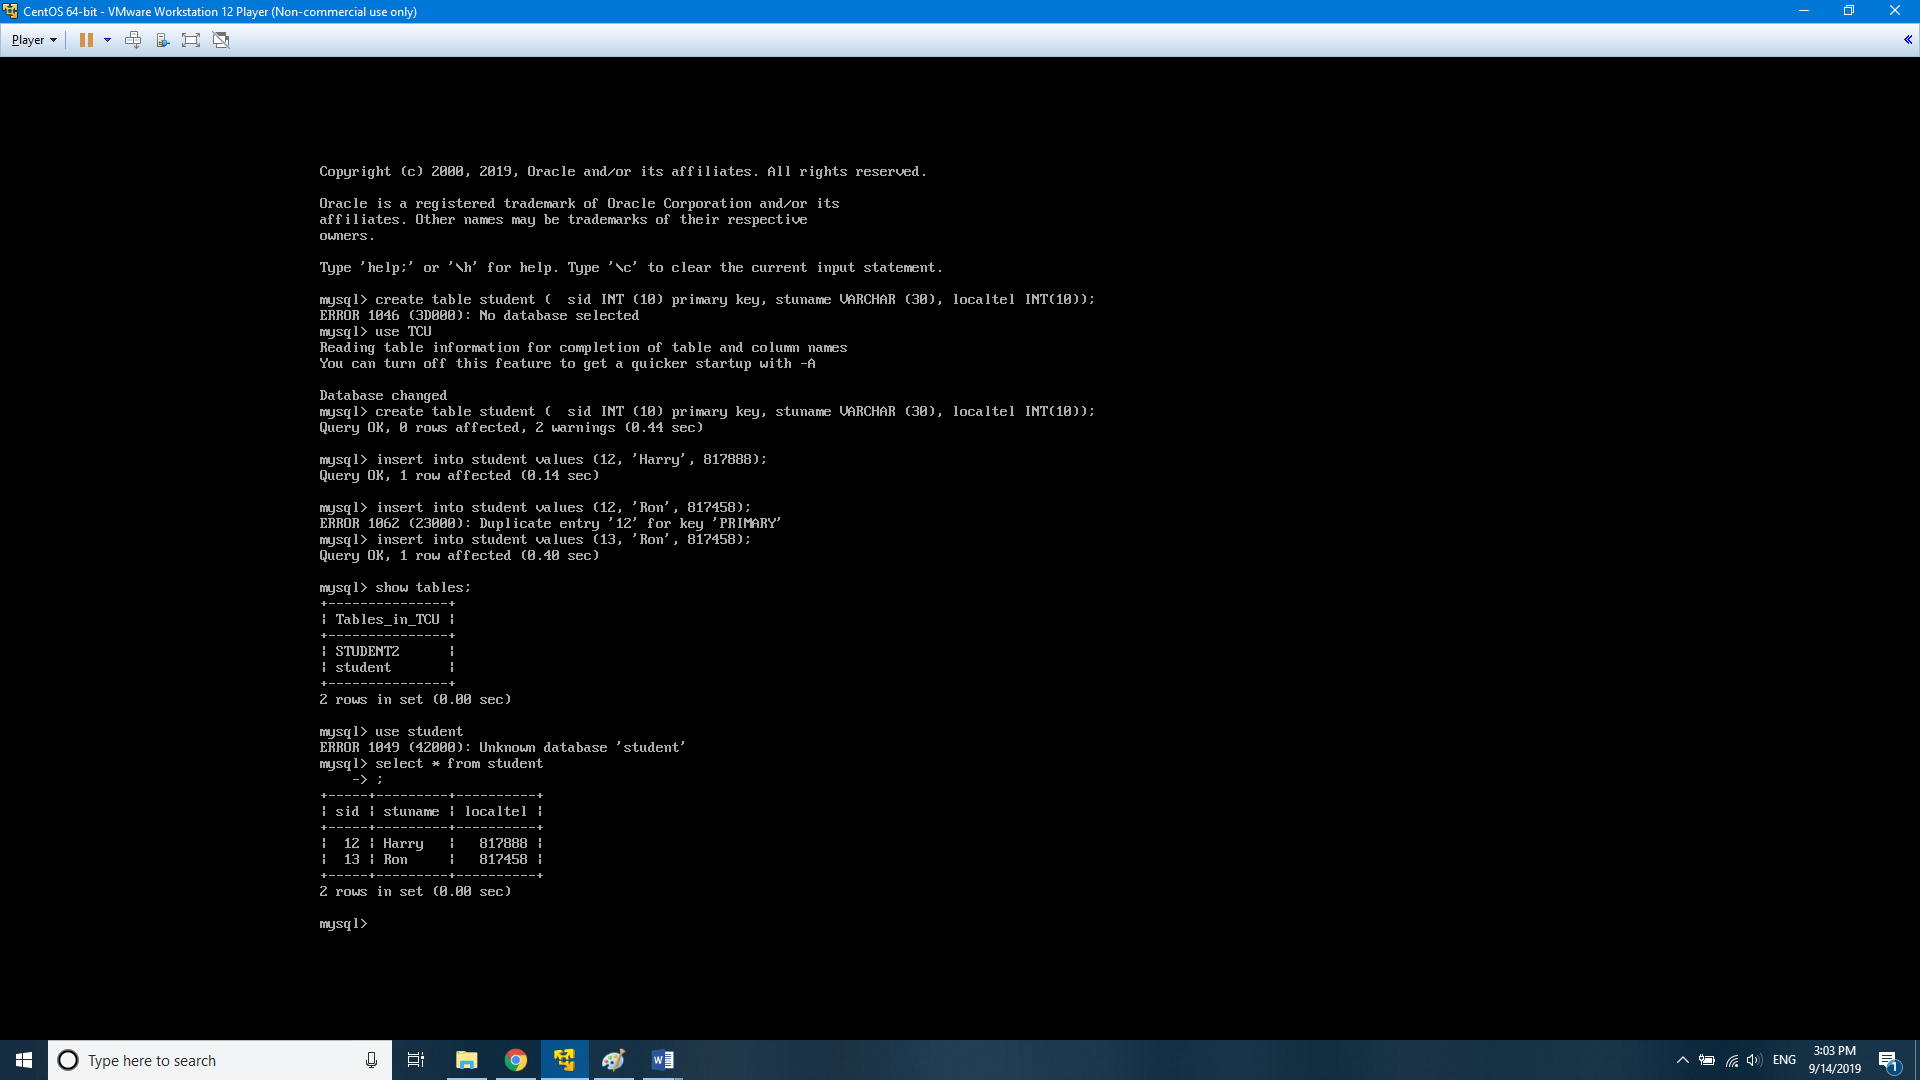 CentOS 64-bit - VMware Workstation 12 Player (Non-commercial use only)
Player
Copyright (c) 2000, 2019, Oracle and/or its affiliates. All rights reserved.
Oracle is a registered trademark of Oracle Corporation and/or its
affiliates. Other names may be trademarks of their respective
owners.
Type 'help;' or '\h' for help. Type '\c' to clear the current input statement.
mysql> create table student (  sid INT (10) primary key, stuname VARCHAR (30), localtel INT(10));
ERROR 1046 (3D000): No database selected
mysql> use TCU
Reading table information for completion of table and column names
You can turn off this feature to get a quicker startup with -A
Database changed
mysql> create table student (  sid INT (10) primary key, stuname VARCHAR (30), localtel INT(10));
Query OK, 0 rows affected, 2 warnings (0.44 sec)
mysql> insert into student values (12, 'Harry', 817888);
Query OK, 1 row affected (0.14 sec)
mysql> insert into student values (12, 'Ron', 817458);
ERROR 1062 (23000): Duplicate entry '12' for key 'PRIMARY'
mysql> insert into student values (13, 'Ron', 817458);
Query OK, 1 row affected (0.40 sec)
mysql> show tables;
+---------------+
| Tables_in_TCU |
+---------------+
| STUDENT2      |
| student       |
+---------------+
2 rows in set (0.00 sec)
mysql> use student
ERROR 1049 (42000): Unknown database 'student'
mysql> select * from student
    -> ;
+-----+---------+----------+
| sid | stuname | localtel |
+-----+---------+----------+
|  12 | Harry   |   817888 |
|  13 | Ron     |   817458 |
+-----+---------+----------+
2 rows in set (0.00 sec)
mysql>
Type here to search
ENG
3:03 PM
9/14/2019
1